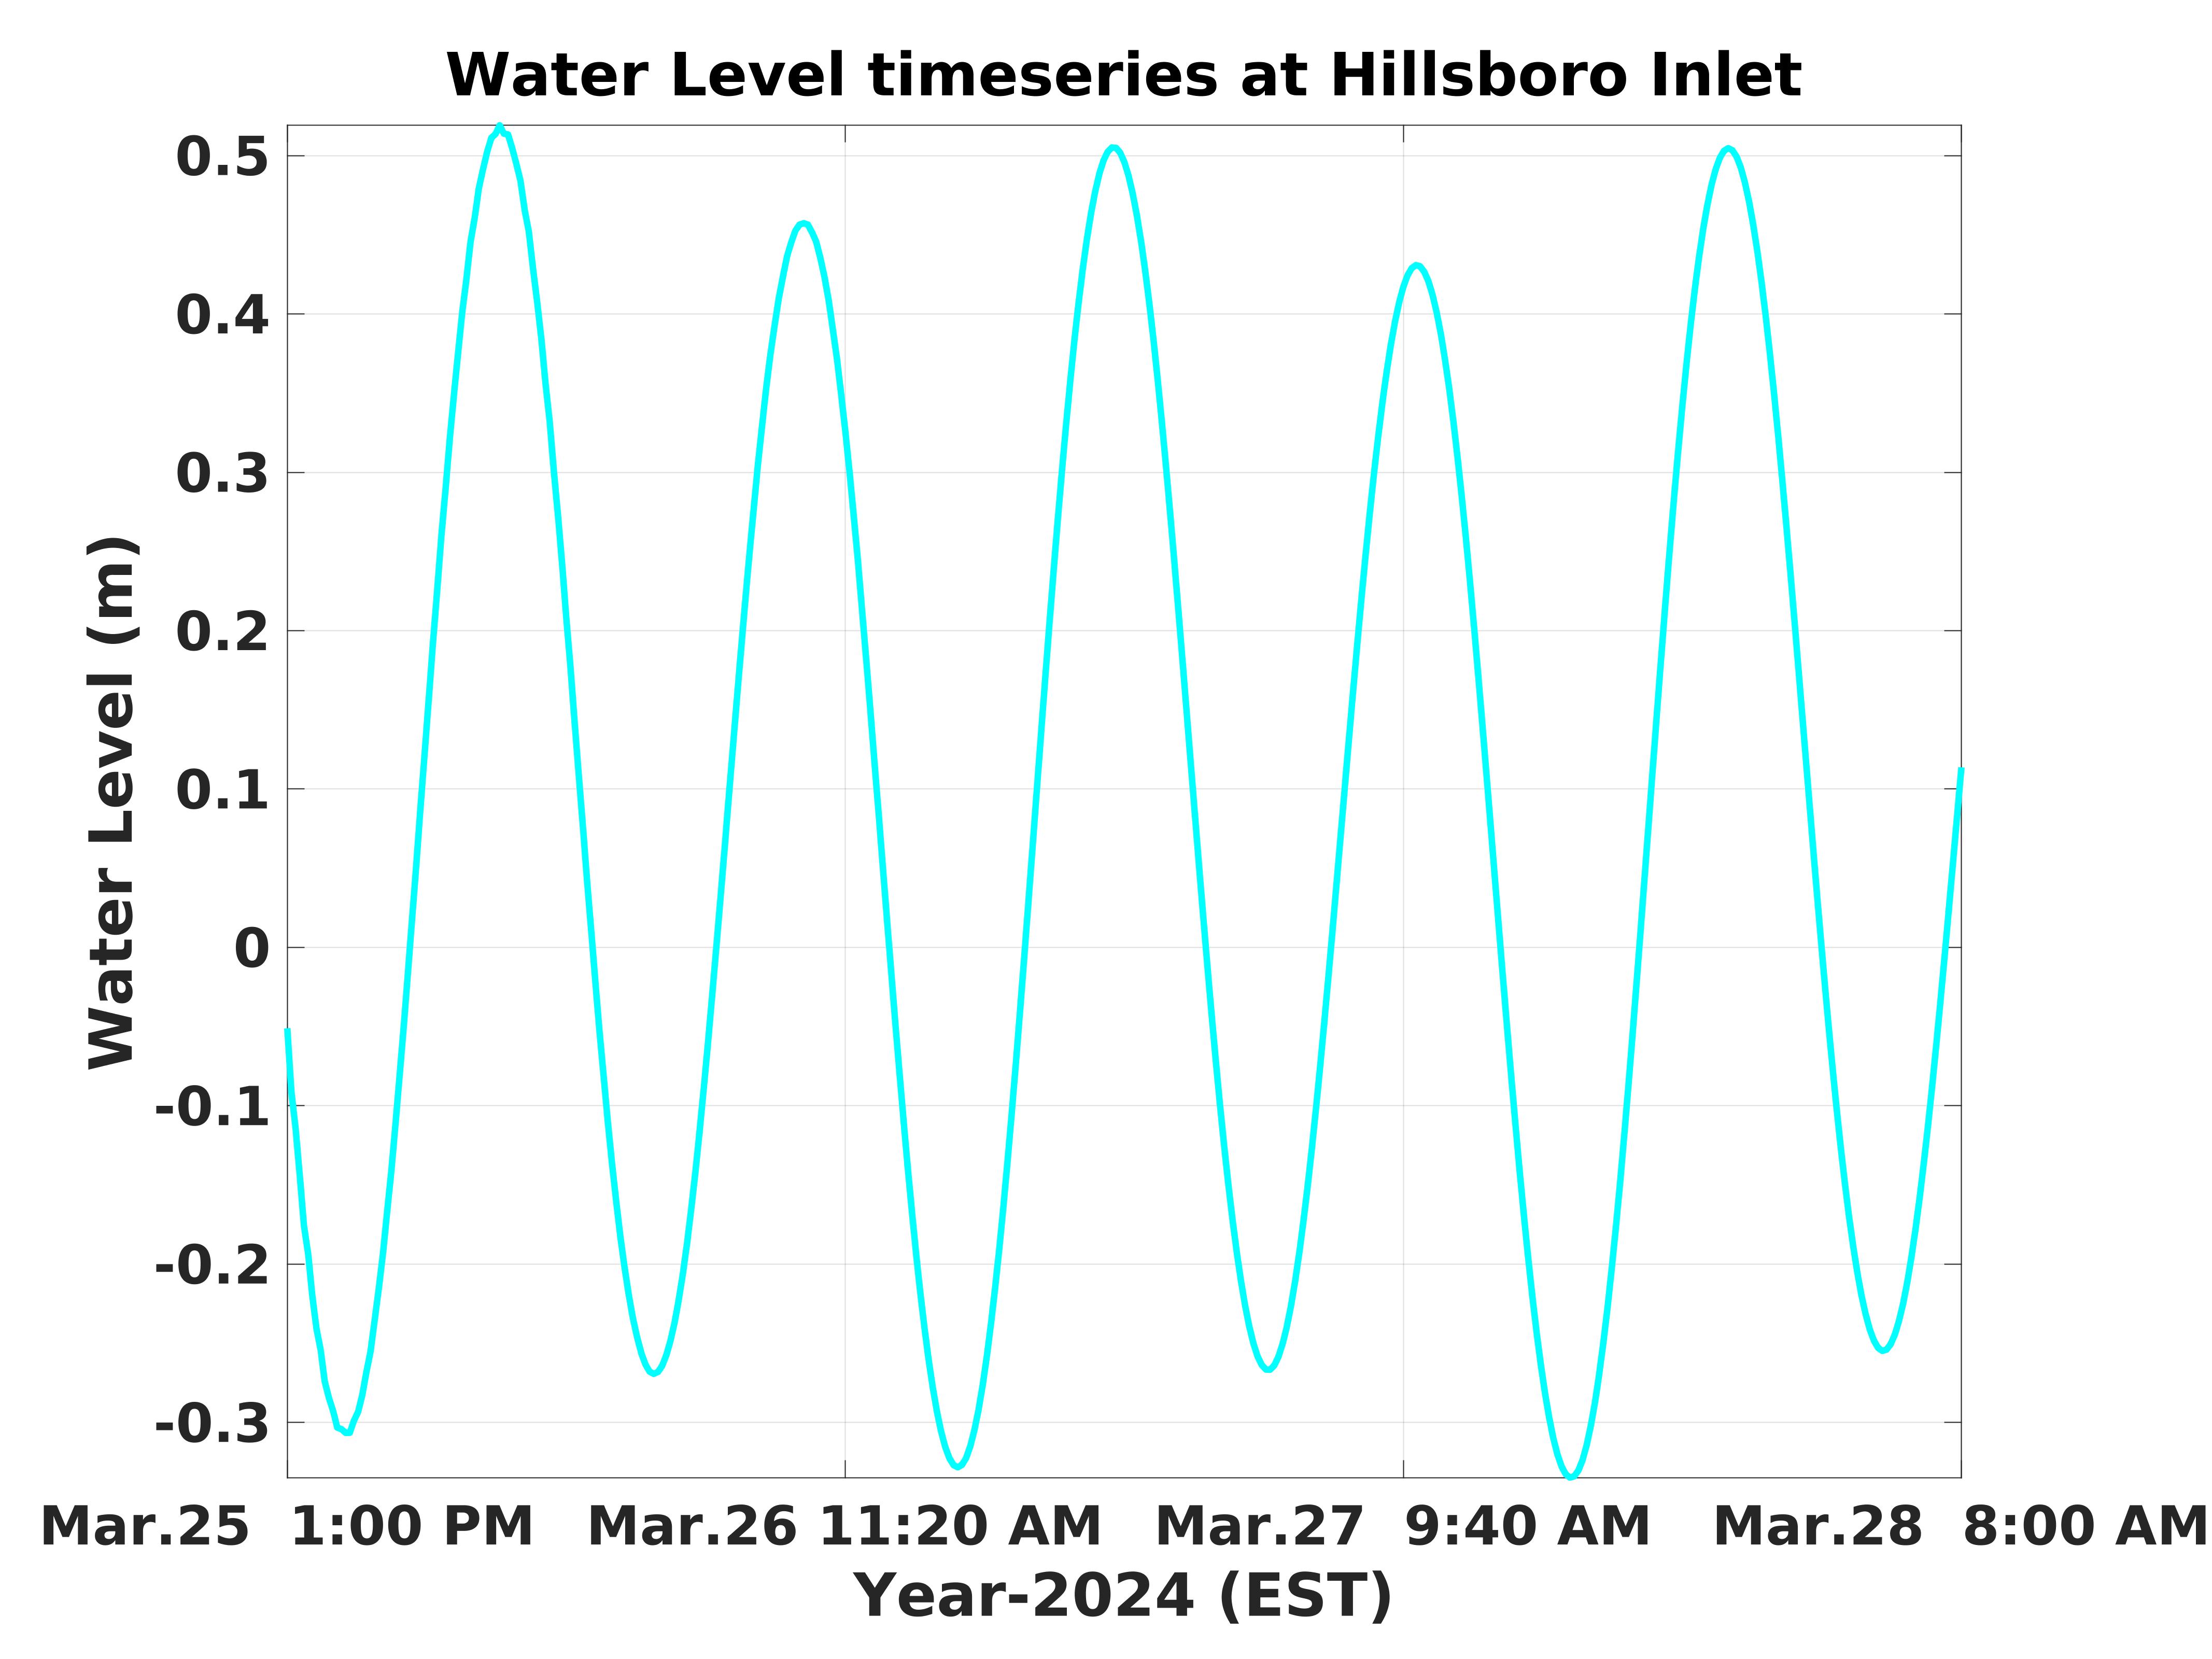 Water Level timeseries at Hillsboro Inlet
Water Level (m)
0.5
0.4
0.3
0.2
0.1
0
-0.1
-0.2
-0.3
Mar.25 1:00 PM Mar.26 11:20 AM Mar.27 9:40 AM Mar.28 8:00 AM
Year-2024 (EST)